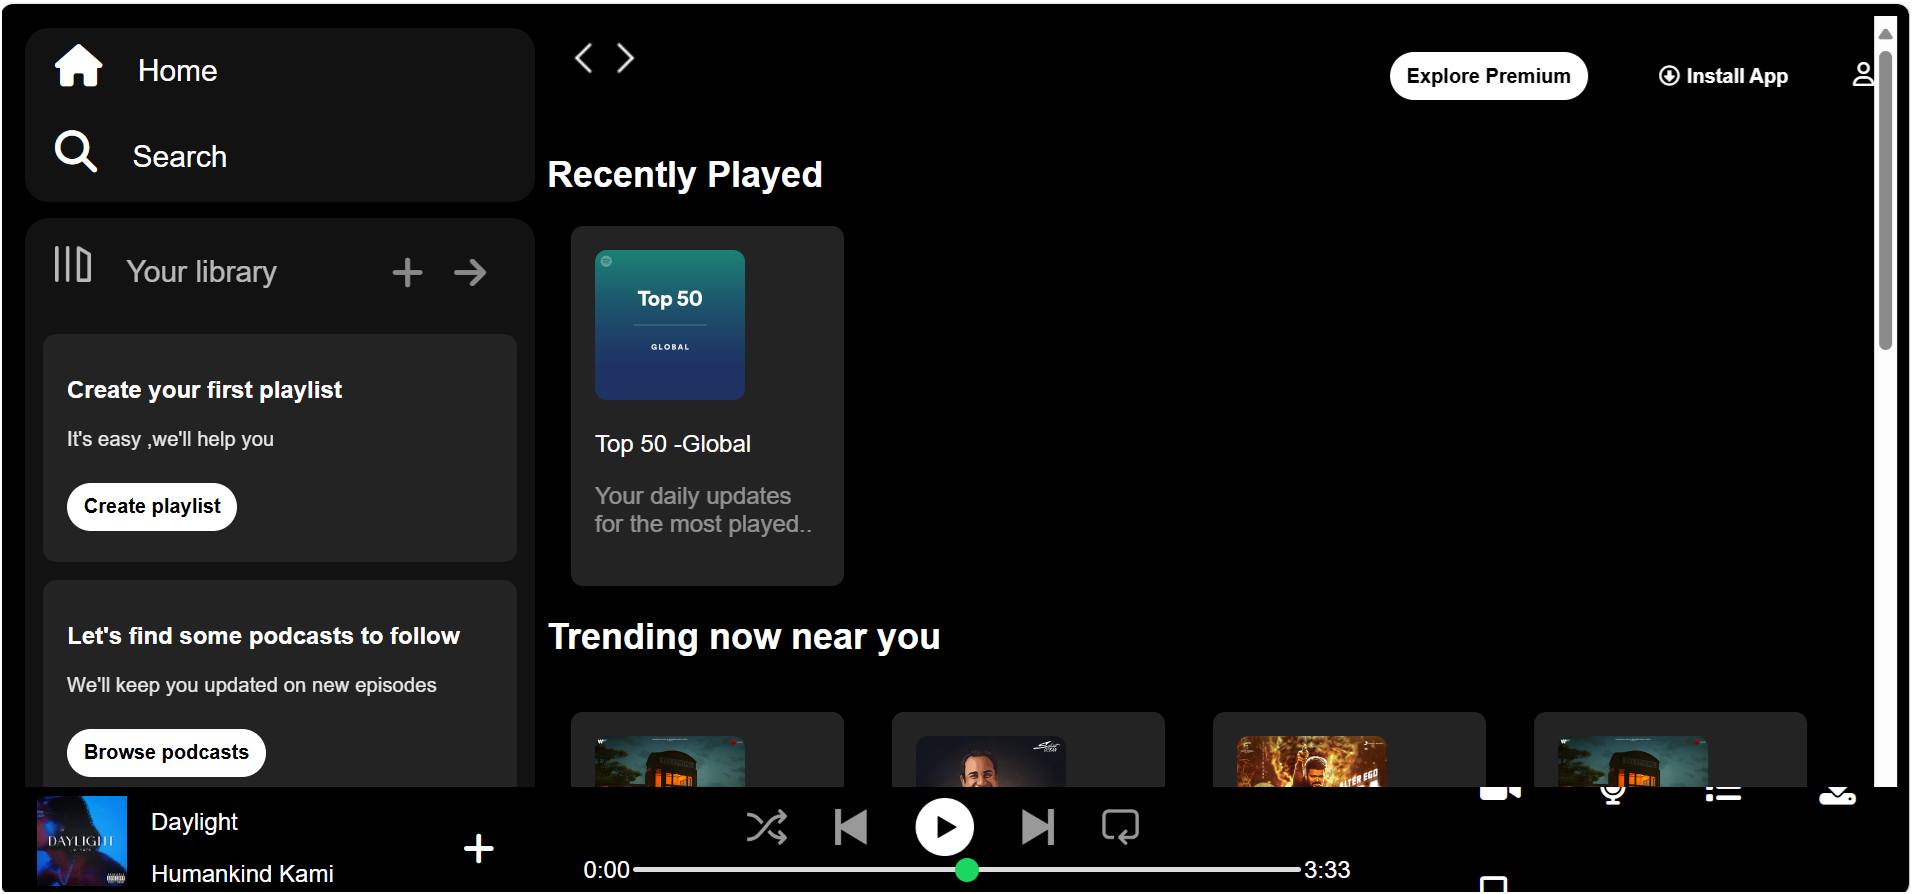 Home
Search
Your library
Create your first playlist
It's easy ,we'll help you
Create playlist
Let's find some podcasts to follow
We'll keep you updated on new episodes
Browse podcasts
Explore Premium
Install App
Recently Played
Top 50
GLOBAL
Top 50 -Global
Your daily updates
for the most played..
Trending now near you
ALTER EGO
DAYLIGHT
Daylight
Humankind Kami
0:00
3:33